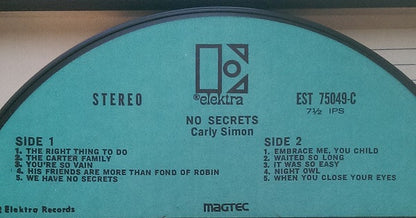 STEREO
®elektra
EST 75049-C
7½ IPS
NO SECRETS
Carly Simon
SIDE 1
1. THE RIGHT THING TO DO
2. THE CARTER FAMILY
3. YOU'RE SO VAIN
4. HIS FRIENDS ARE MORE THAN FOND OF ROBIN
5. WE HAVE NO SECRETS
SIDE 2
1. EMBRACE ME, YOU CHILD
2. WAITED SO LONG
3. IT WAS SO EASY
4. NIGHT OWL
5. WHEN YOU CLOSE YOUR EYES
Elektra Records
MAGTEC